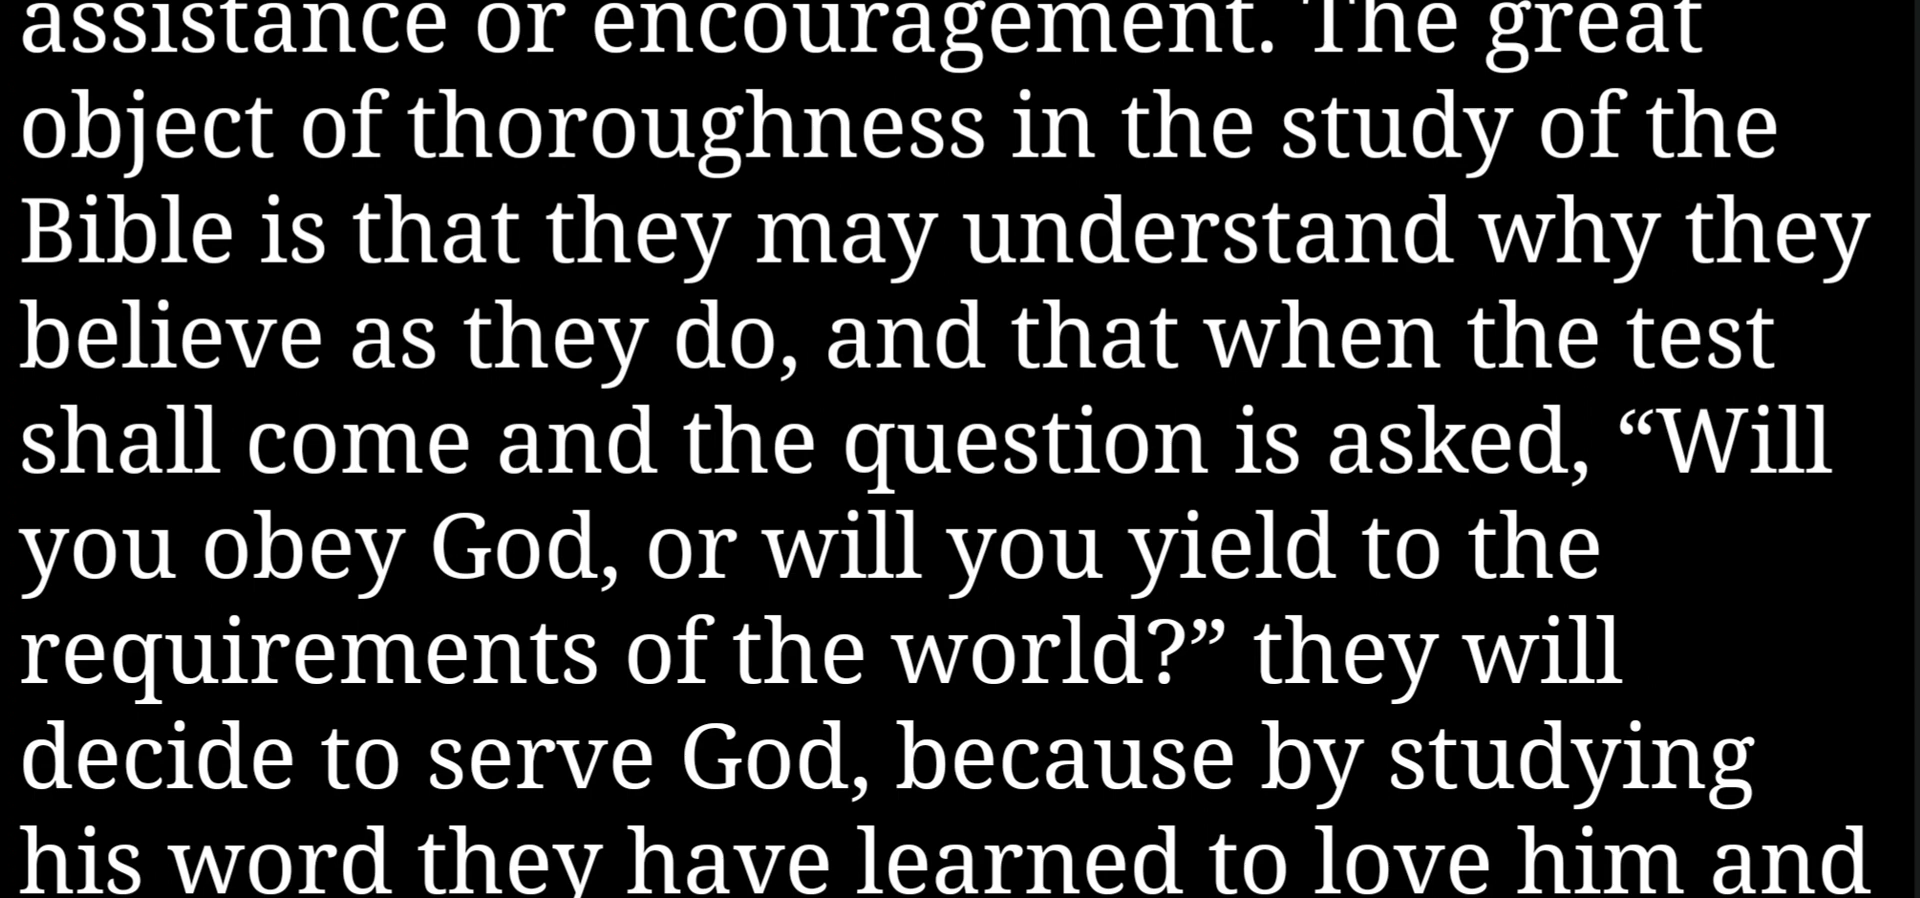 assistance or encouragement. The great
object of thoroughness in the study of the
Bible is that they may understand why they
believe as they do, and that when the test
shall come and the question is asked, “Will
you obey God, or will you yield to the
requirements of the world?” they will
decide to serve God, because by studying
his word they have learned to love him and